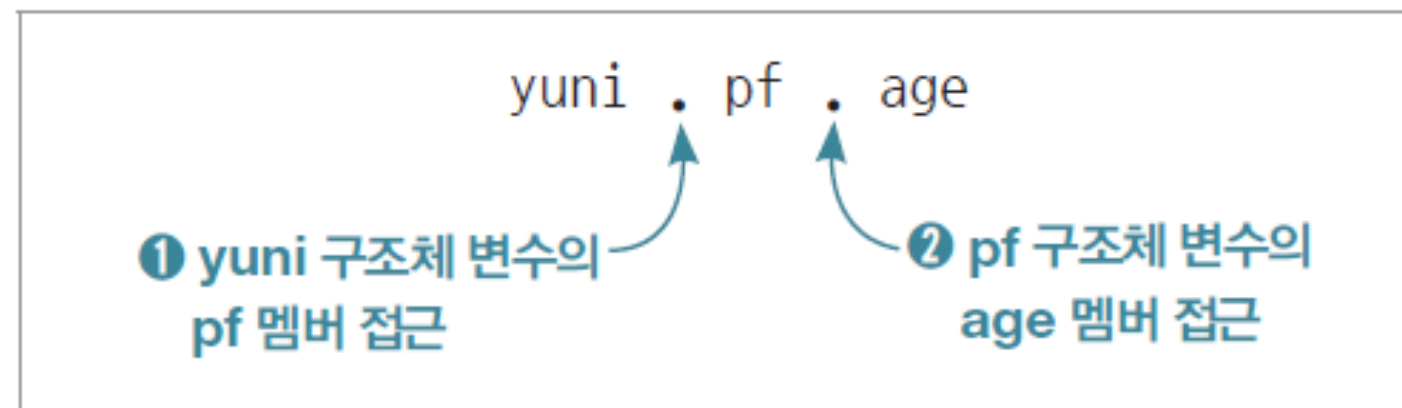 yuni . pf . age
❶ yuni 구조체 변수의
pf 멤버 접근
❷ pf 구조체 변수의
age 멤버 접근